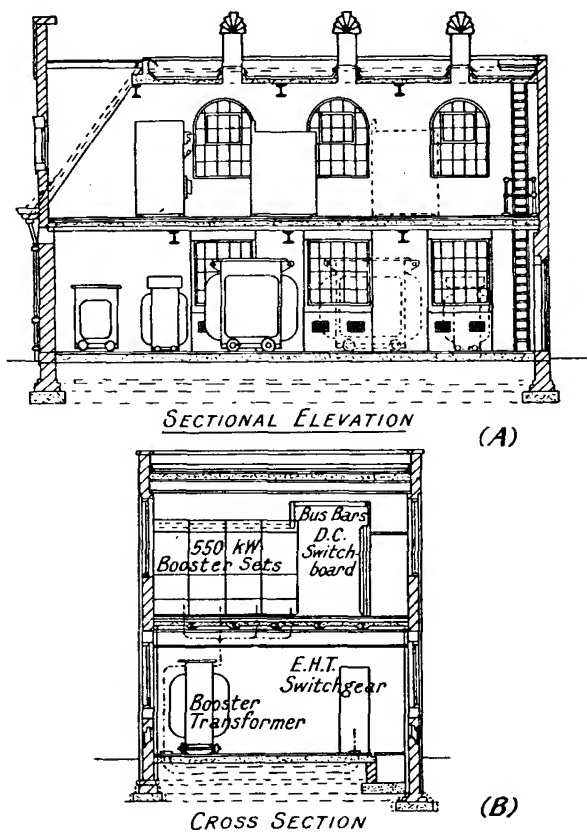 SECTIONAL ELEVATION
(A)
Bus Bars
D.C.
Switch-
board
550 kW
Booster Sets
E.H.T.
Switchgear
Booster
Transformer
(B)
CROSS SECTION